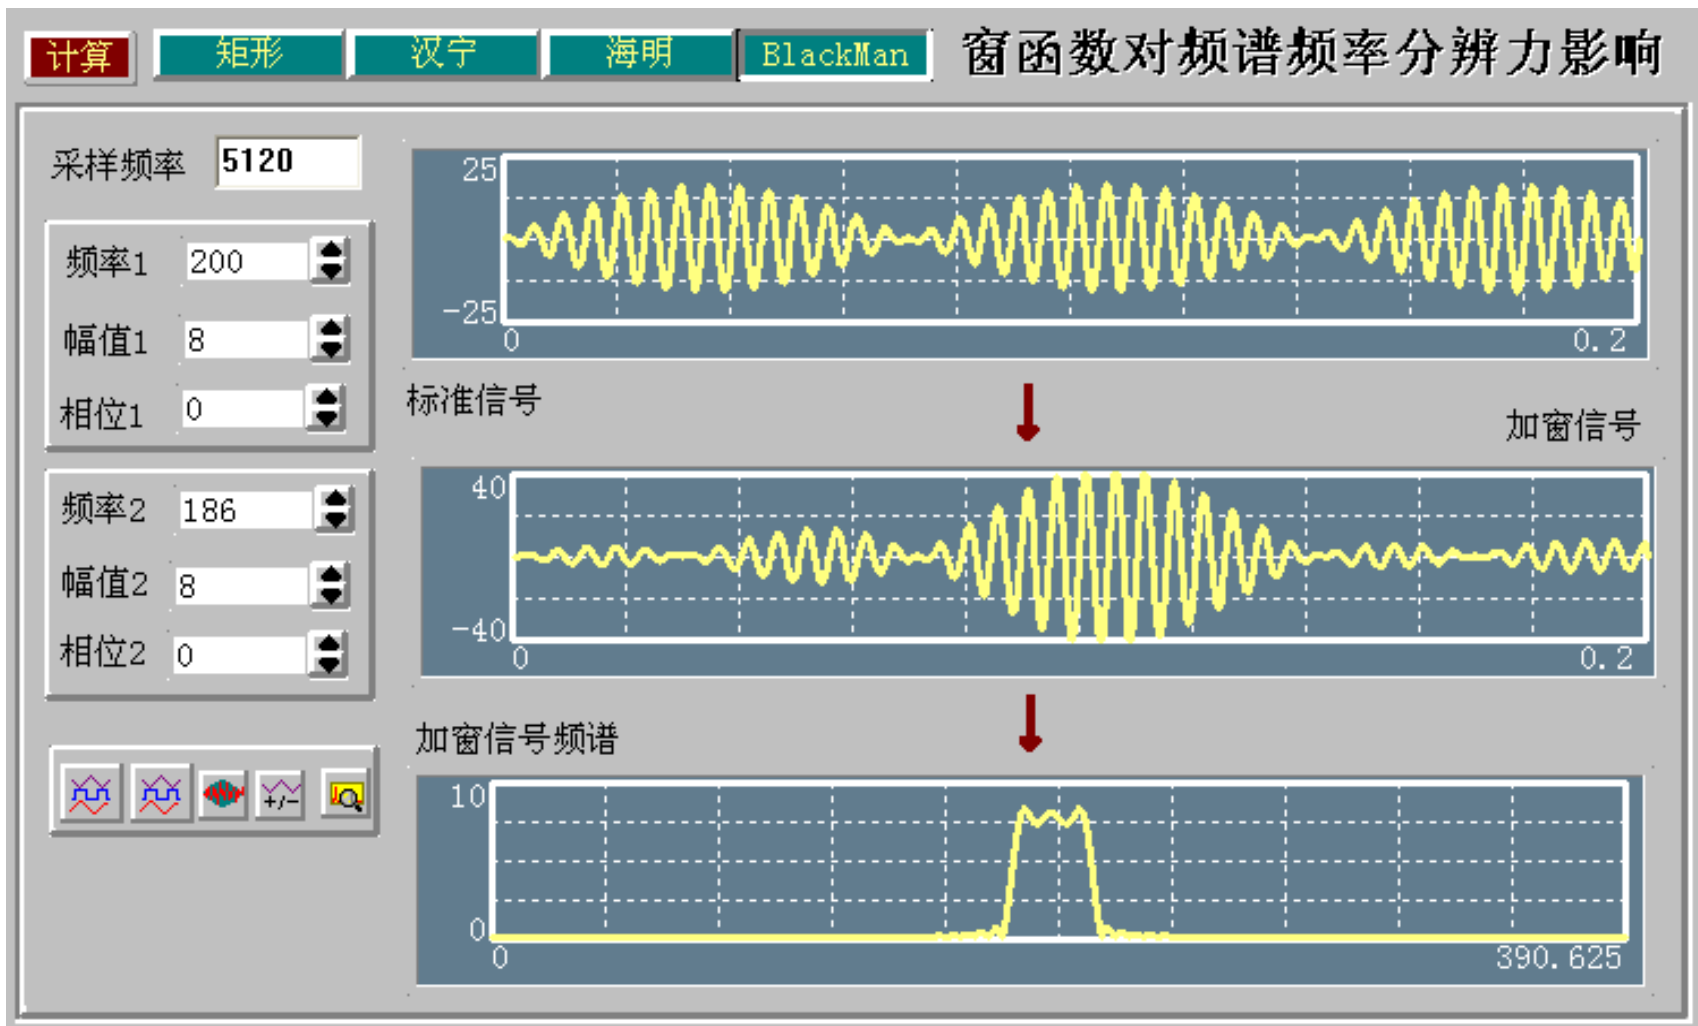 计算 矩形 汉宁 海明 BlackMan 窗函数对频谱频率分辨力影响
采样频率 5120
频率1 200
幅值1 8
相位1 0
频率2 186
幅值2 8
相位2 0
25
-25
0 0.2
标准信号
加窗信号
40
-40
0 0.2
加窗信号频谱
10
0
0 390.625
+/-